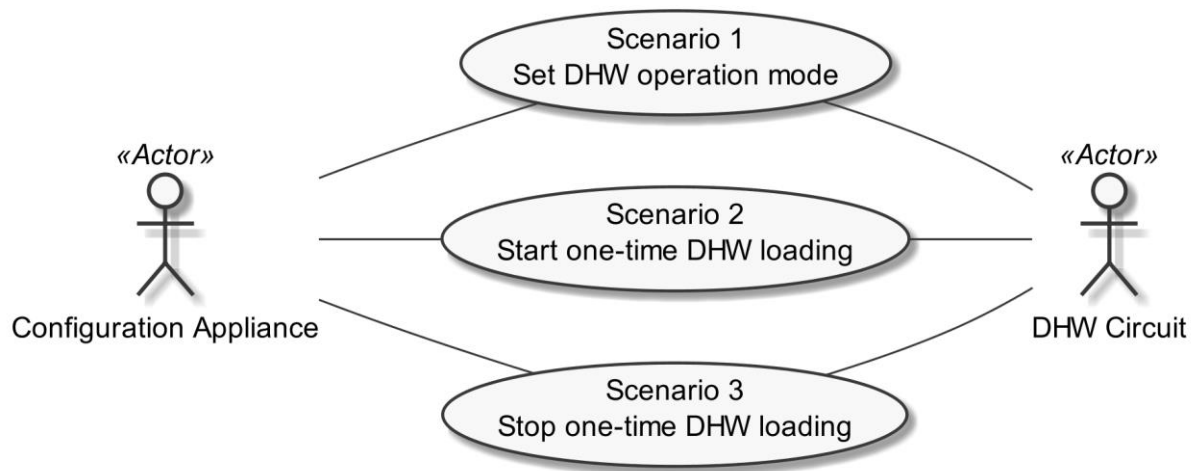 Scenario 1
Set DHW operation mode
«Actor»
Configuration Appliance
Scenario 2
Start one-time DHW loading
«Actor»
DHW Circuit
Scenario 3
Stop one-time DHW loading